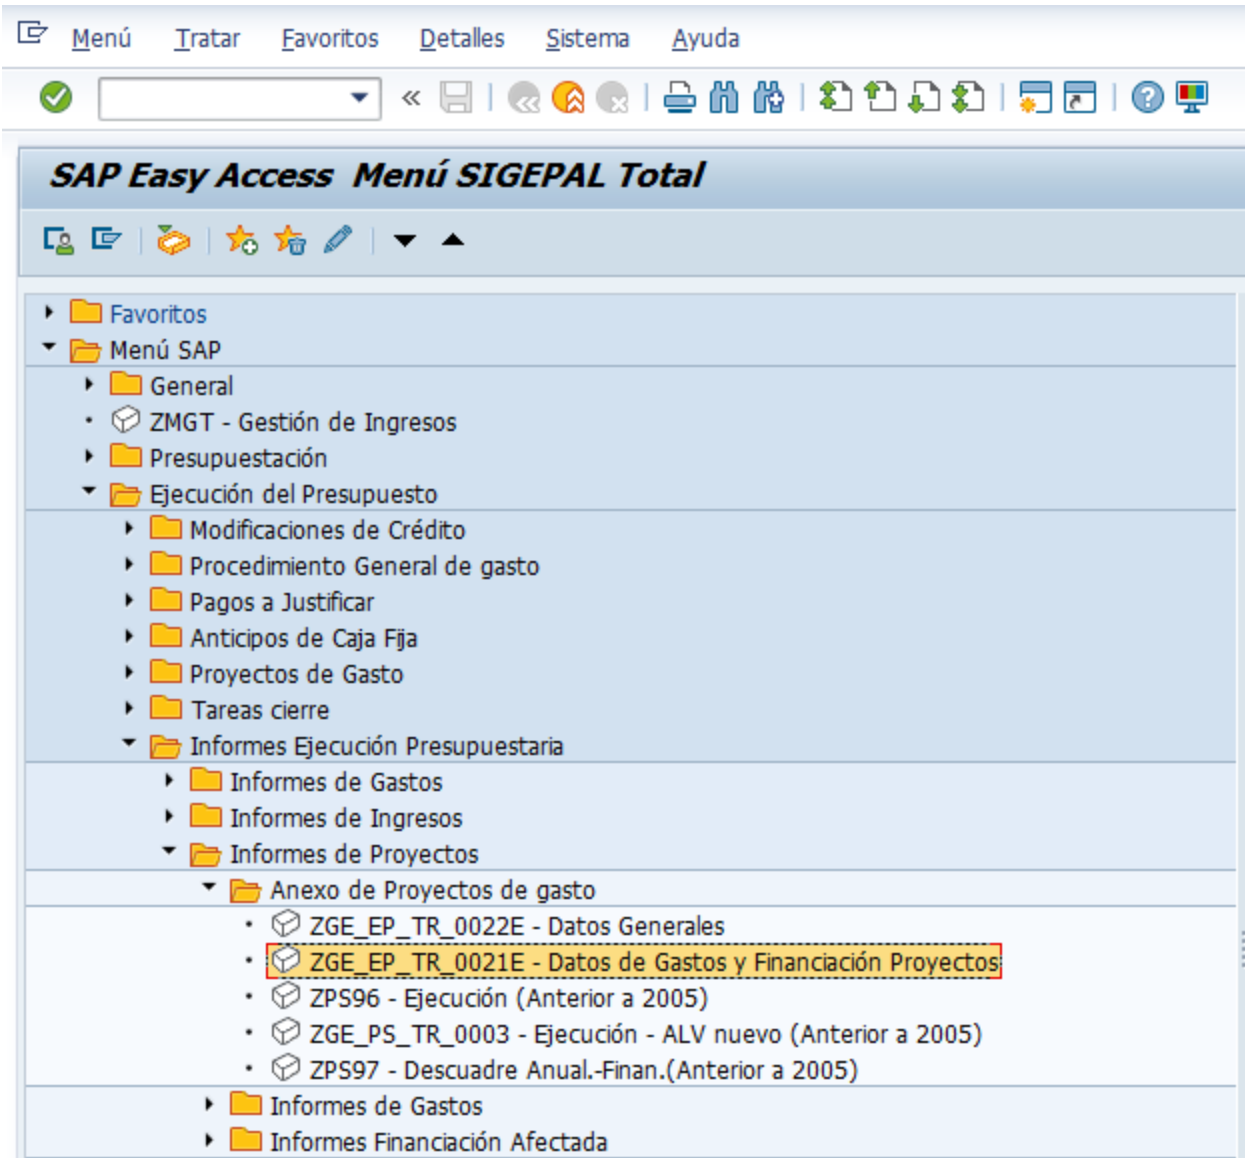 Menú Tratar Favoritos Detalles Sistema Ayuda
SAP Easy Access Menú SIGEPAL Total
Favoritos
Menú SAP
General
ZMGT - Gestión de Ingresos
Presupuestación
Ejecución del Presupuesto
Modificaciones de Crédito
Procedimiento General de gasto
Pagos a Justificar
Anticipos de Caja Fija
Proyectos de Gasto
Tareas cierre
Informes Ejecución Presupuestaria
Informes de Gastos
Informes de Ingresos
Informes de Proyectos
Anexo de Proyectos de gasto
ZGE_EP_TR_0022E - Datos Generales
ZGE_EP_TR_0021E - Datos de Gastos y Financiación Proyectos
ZPS96 - Ejecución (Anterior a 2005)
ZGE_PS_TR_0003 - Ejecución - ALV nuevo (Anterior a 2005)
ZPS97 - Descuadre Anual.-Finan.(Anterior a 2005)
Informes de Gastos
Informes Financiación Afectada